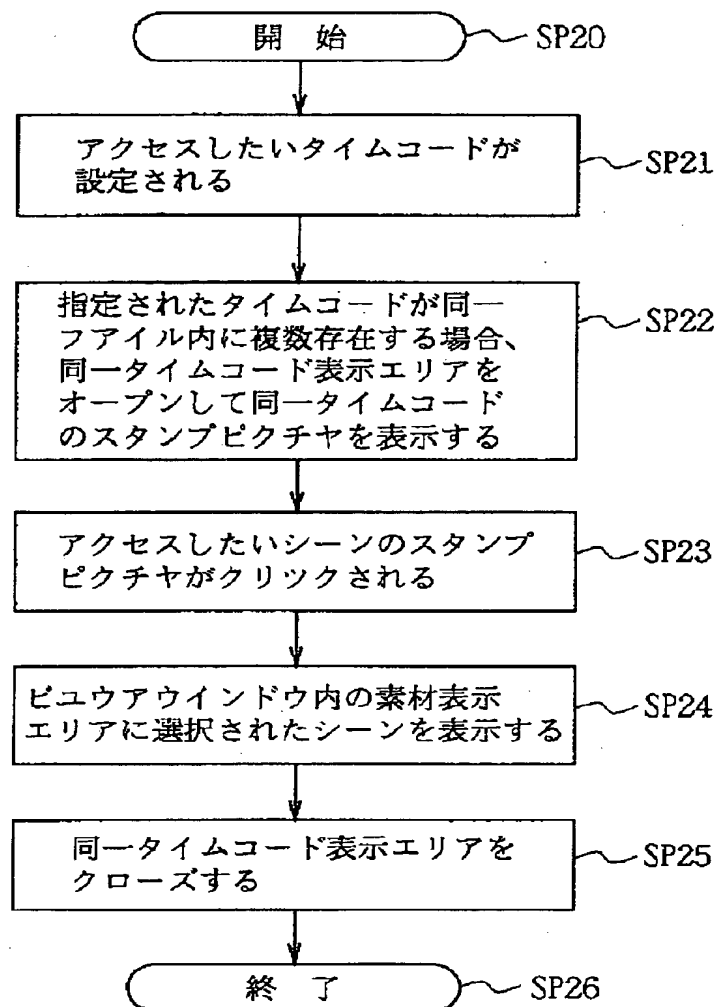 開 始
SP20
アクセスしたいタイムコードが
設定される
SP21
指定されたタイムコードが同一
フアイル内に複数存在する場合、
同一タイムコード表示エリアを
オープンして同一タイムコード
のスタンプピクチヤを表示する
SP22
アクセスしたいシーンのスタンプ
ピクチヤがクリツクされる
SP23
ビユウアウインドウ内の素材表示
エリアに選択されたシーンを表示する
SP24
同一タイムコード表示エリアを
クローズする
SP25
終 了
SP26